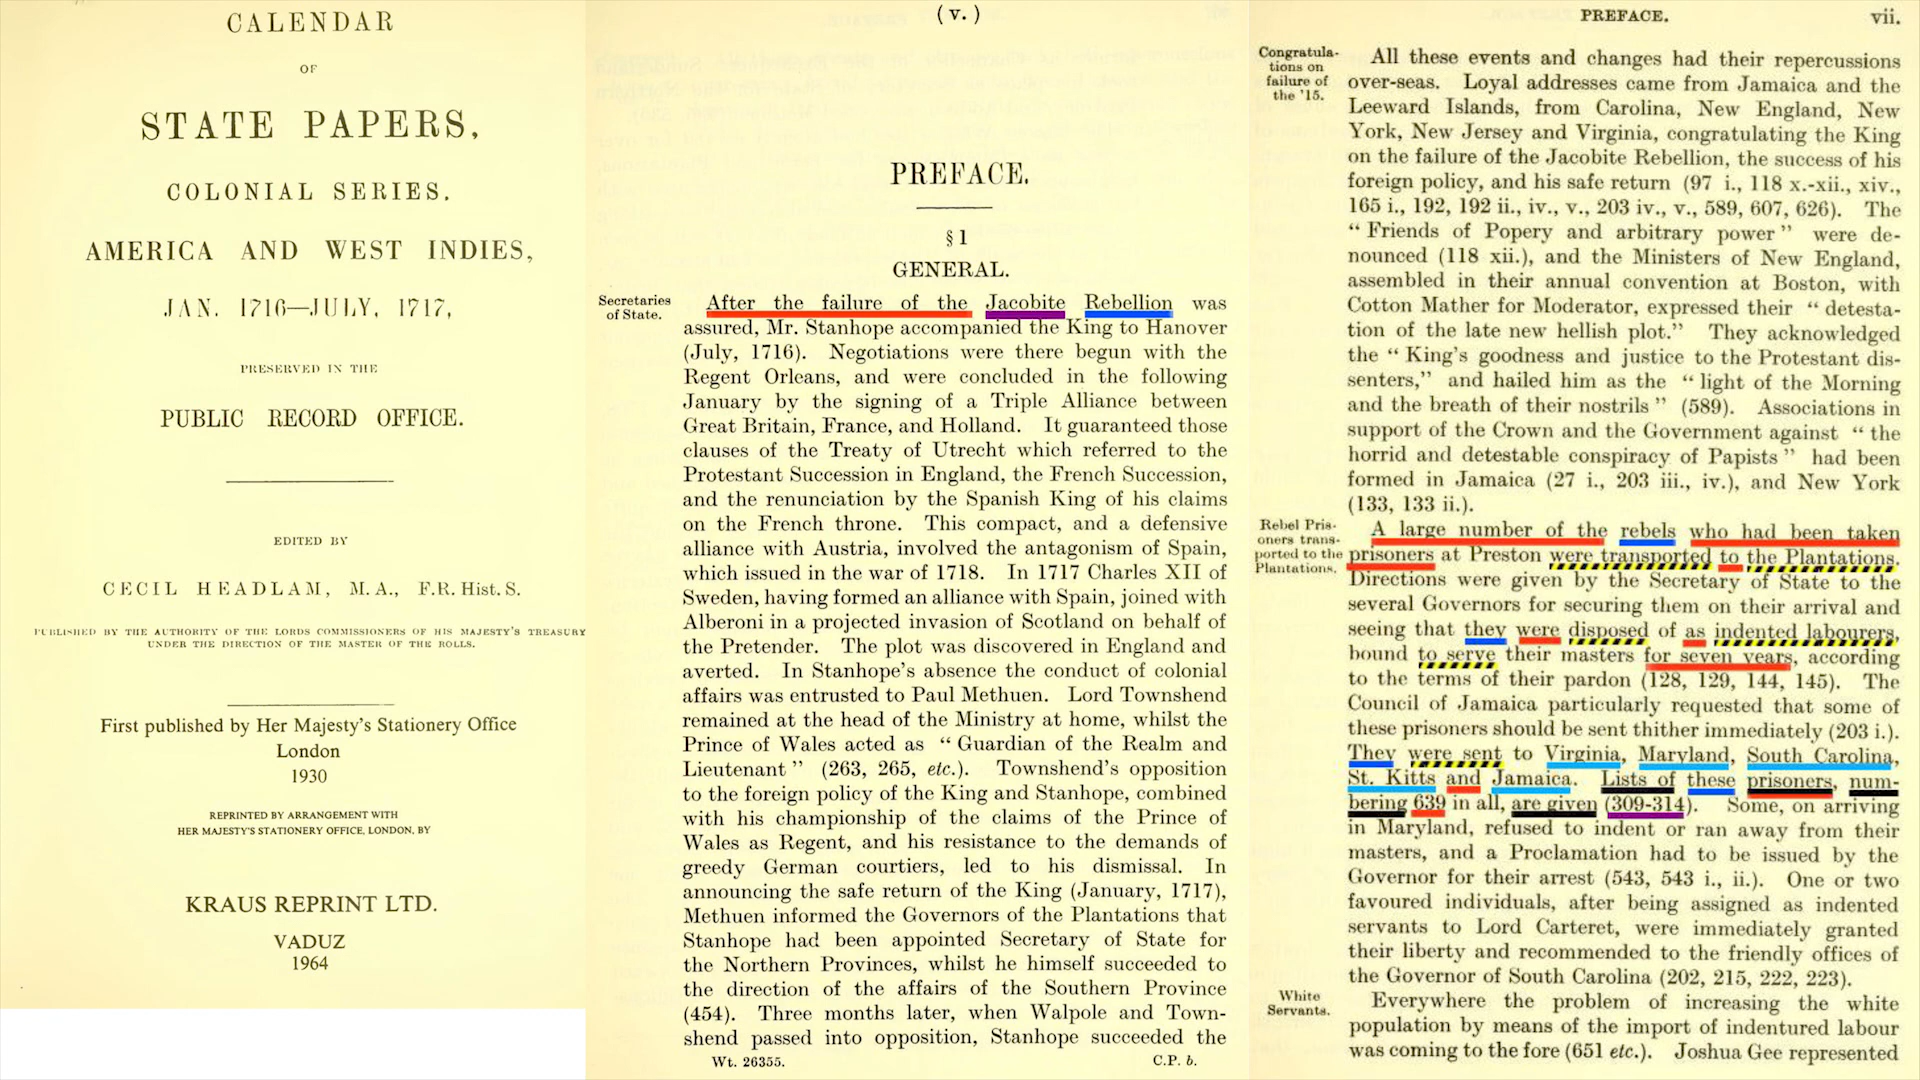 CALENDAR
OF
STATE PAPERS,
COLONIAL SERIES,
AMERICA AND WEST INDIES,
JAN. 1716—JULY, 1717,
PRESERVED IN THE
PUBLIC RECORD OFFICE.
EDITED BY
CECIL HEADLAM, M.A., F.R.Hist.S.
PUBLISHED BY THE AUTHORITY OF THE LORDS COMMISSIONERS OF HIS MAJESTY'S TREASURY
UNDER THE DIRECTION OF THE MASTER OF THE ROLLS.
First published by Her Majesty's Stationery Office
London
1930
REPRINTED BY ARRANGEMENT WITH
HER MAJESTY'S STATIONERY OFFICE, LONDON, BY
KRAUS REPRINT LTD.
VADUZ
1964
(v.)
PREFACE.
§ 1
GENERAL.
Secretaries
of State.
After the failure of the Jacobite Rebellion was
assured, Mr. Stanhope accompanied the King to Hanover
(July, 1716). Negotiations were there begun with the
Regent Orleans, and were concluded in the following
January by the signing of a Triple Alliance between
Great Britain, France, and Holland. It guaranteed those
clauses of the Treaty of Utrecht which referred to the
Protestant Succession in England, the French Succession,
and the renunciation by the Spanish King of his claims
on the French throne. This compact, and a defensive
alliance with Austria, involved the antagonism of Spain,
which issued in the war of 1718. In 1717 Charles XII of
Sweden, having formed an alliance with Spain, joined with
Alberoni in a projected invasion of Scotland on behalf of
the Pretender. The plot was discovered in England and
averted. In Stanhope's absence the conduct of colonial
affairs was entrusted to Paul Methuen. Lord Townshend
remained at the head of the Ministry at home, whilst the
Prince of Wales acted as " Guardian of the Realm and
Lieutenant " (263, 265, etc.). Townshend's opposition
to the foreign policy of the King and Stanhope, combined
with his championship of the claims of the Prince of
Wales as Regent, and his resistance to the demands of
greedy German courtiers, led to his dismissal. In
announcing the safe return of the King (January, 1717),
Methuen informed the Governors of the Plantations that
Stanhope had been appointed Secretary of State for
the Northern Provinces, whilst he himself succeeded to
the direction of the affairs of the Southern Province
(454). Three months later, when Walpole and Town-
shend passed into opposition, Stanhope succeeded the
Wt. 26355. C.P. b.
PREFACE. vii.
Congratula-
tions on
failure of
the '15.
All these events and changes had their repercussions
over-seas. Loyal addresses came from Jamaica and the
Leeward Islands, from Carolina, New England, New
York, New Jersey and Virginia, congratulating the King
on the failure of the Jacobite Rebellion, the success of his
foreign policy, and his safe return (97 i., 118 x.-xii., xiv.,
165 i., 192, 192 ii., iv., v., 203 iv., v., 589, 607, 626). The
" Friends of Popery and arbitrary power " were de-
nounced (118 xii.), and the Ministers of New England,
assembled in their annual convention at Boston, with
Cotton Mather for Moderator, expressed their " detesta-
tion of the late new hellish plot." They acknowledged
the " King's goodness and justice to the Protestant dis-
senters," and hailed him as the " light of the Morning
and the breath of their nostrils " (589). Associations in
support of the Crown and the Government against " the
horrid and detestable conspiracy of Papists " had been
formed in Jamaica (27 i., 203 iii., iv.), and New York
(133, 133 ii.).
Rebel Pris-
oners trans-
ported to the
Plantations.
A large number of the rebels who had been taken
prisoners at Preston were transported to the Plantations.
Directions were given by the Secretary of State to the
several Governors for securing them on their arrival and
seeing that they were disposed of as indented labourers,
bound to serve their masters for seven years, according
to the terms of their pardon (128, 129, 144, 145). The
Council of Jamaica particularly requested that some of
these prisoners should be sent thither immediately (203 i.).
They were sent to Virginia, Maryland, South Carolina,
St. Kitts and Jamaica. Lists of these prisoners, num-
bering 639 in all, are given (309-314). Some, on arriving
in Maryland, refused to indent or ran away from their
masters, and a Proclamation had to be issued by the
Governor for their arrest (543, 543 i., ii.). One or two
favoured individuals, after being assigned as indented
servants to Lord Carteret, were immediately granted
their liberty and recommended to the friendly offices of
the Governor of South Carolina (202, 215, 222, 223).
White
Servants.
Everywhere the problem of increasing the white
population by means of the import of indentured labour
was coming to the fore (651 etc.). Joshua Gee represented